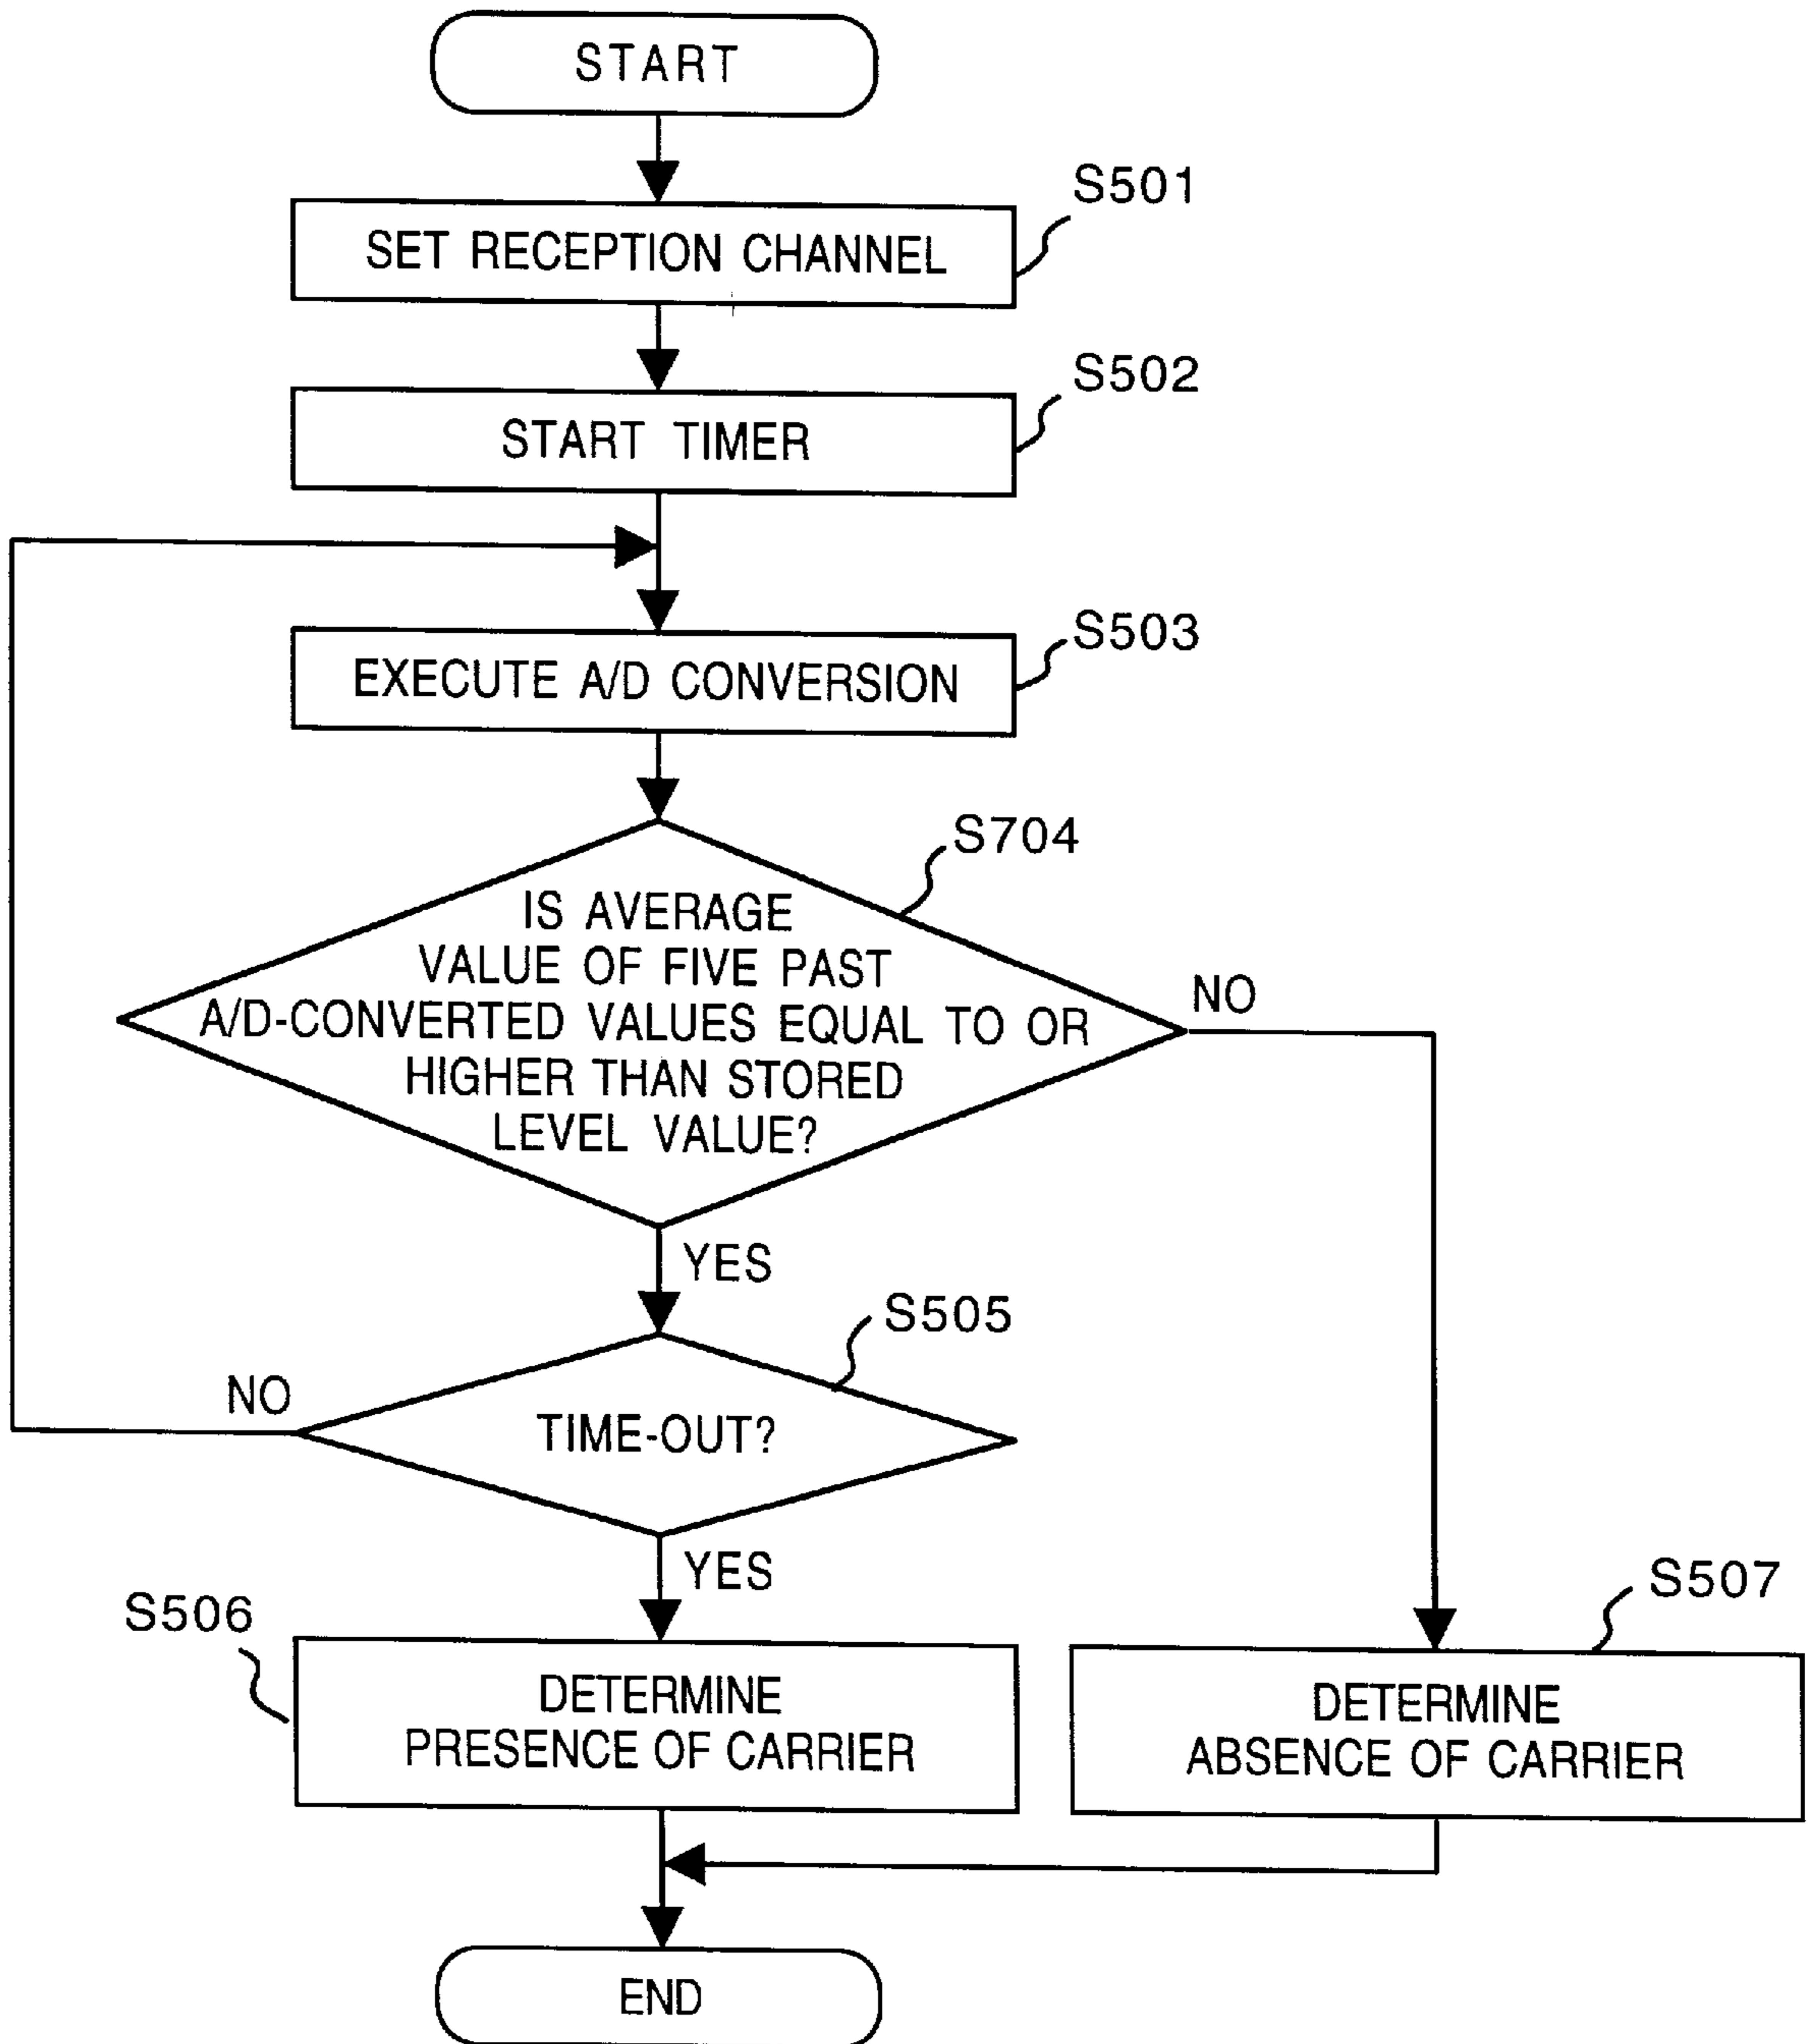 START
S501
SET RECEPTION CHANNEL
S502
START TIMER
S503
EXECUTE A/D CONVERSION
S704
IS AVERAGE
VALUE OF FIVE PAST
A/D-CONVERTED VALUES EQUAL TO OR
HIGHER THAN STORED
LEVEL VALUE?
NO
YES
S505
TIME-OUT?
NO
YES
S506
DETERMINE
PRESENCE OF CARRIER
S507
DETERMINE
ABSENCE OF CARRIER
END